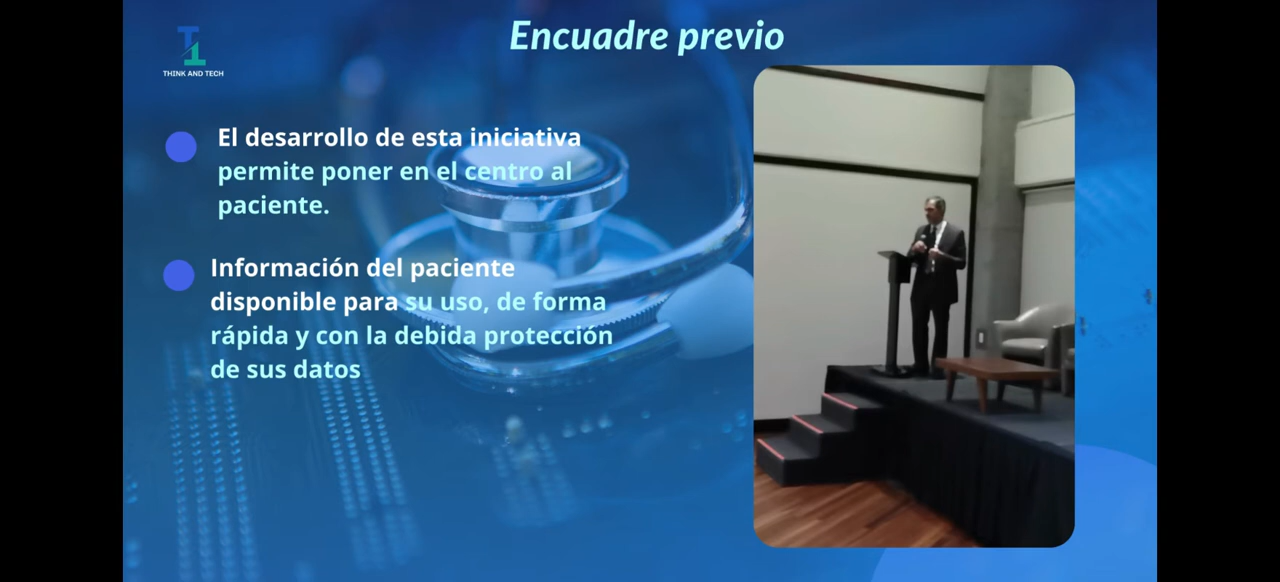 Encuadre previo
THINK AND TECH
El desarrollo de esta iniciativa
permite poner en el centro al
paciente.
Información del paciente
disponible para su uso, de forma
rápida y con la debida protección
de sus datos